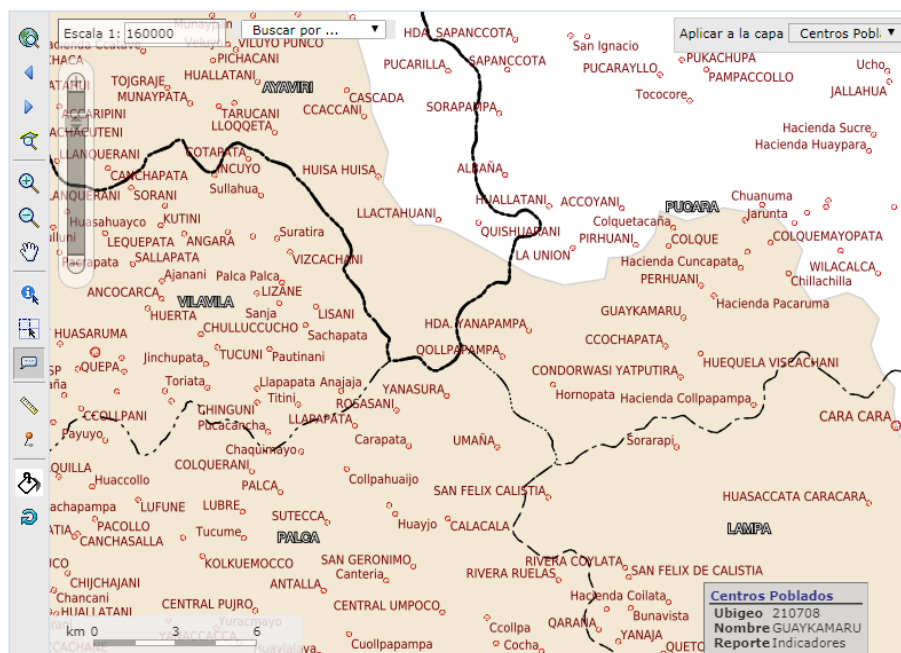 Escala 1: 160000
Buscar por ...
Aplicar a la capa
Centros Pobla
HDA. SAPANCCOTA
VILUYO PUNCO
San Ignacio
PICHACANI
PUCARILLA
SAPANCCOTA
PUCARAYLLO
PUKACHUPA
Ucho
PAMPACCOLLO
TOJGRAJE
HUALLATANI
AYAVIRI
JALLAHUA
MUNAYPATA
CASCADA
Tococore
TARUCANI
CCACCANI
SORAPAMPA
ACCARIPINI
LLOQQETA
Hacienda Sucre
Hacienda Huaypara
LLANQUERANI
COTAPATA
CANCHAPATA
INCUYO
HUISA HUISA
ALBAÑA
SORANI
Sullahua
HUALLATANI
ACCOYANI
PUCARA
Chuanuma
Jarunta
Huasahuayco
KUTINI
LLACTAHUANI
Colquetacaña
LEQUEPATA
ANGARA
Suratira
QUISHUARANI
PIRHUANI
COLQUE
COLQUEMAYOPATA
Pacrapata
SALLAPATA
VIZCACHANI
LA UNION
Hacienda Cuncapata
WILACALCA
Ajanani
Palca Palca
PERHUANI
Chillachilla
ANCOCARCA
VILAVILA
LIZANE
Hacienda Pacaruma
HUERTA
Sanja
LISANI
GUAYKAMARU
HUASARUMA
CHULLUCCUCHO
Sachapata
HDA. YANAPAMPA
CCOCHAPATA
Jinchupata
TUCUNI
Pautinani
QOLLPAPAMPA
HUEQUELA VISCACHANI
QUEPA
CONDORWASI YATPUTIRA
Toriata
Llapapata
Anajaja
YANASURA
Hornopata
Hacienda Collpapampa
Titini
ROSASANI
CCOLLPANI
CHINGUNI
LLARAPATA
CARA CARA
Payuyo
Pucacancha
Carapata
UMAÑA
Sorarapi
Chaquimayo
COLQUERANI
Huaccollo
PALCA
Collpahuaijo
SAN FELIX CALISTIA
HUASACCATA CARACARA
LUFUNE
LUBRE
SUTECCA
Huayjo
CALACALA
LAMPA
PACOLLO
CANCHASALLA
Tucume
PALCA
KOLKUEMOCCO
SAN GERONIMO
RIVERA COYLATA
CHIJCHAJANI
Canteria
RIVERA RUELAS
SAN FELIX DE CALISTIA
Chancani
ANTALLA
HUALLATANI
CENTRAL PUJRO
CENTRAL UMPOCO
Hacienda Coilata
Bunavista
Ccollpa
QARANA
YANAJA
Cuollpapampa
Cocha
km 0 3 6
Centros Poblados
Ubigeo 210708
Nombre GUAYKAMARU
Reporte Indicadores